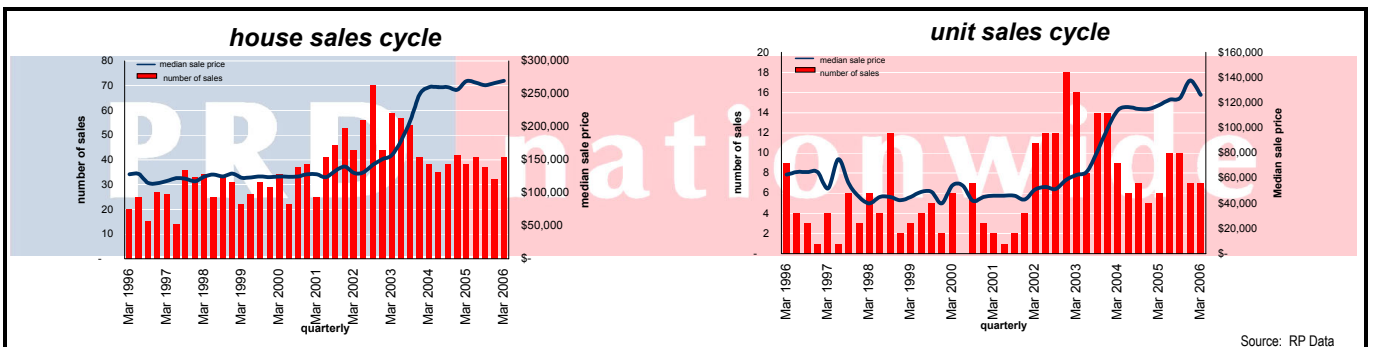 house sales cycle
80
70
60
50
40
30
20
10
-
number of sales
median sale price
number of sales
$300,000
$250,000
$200,000
$150,000
$100,000
$50,000
$-
median sale price
Mar 1996
Mar 1997
Mar 1998
Mar 1999
Mar 2000
Mar 2001
Mar 2002
Mar 2003
Mar 2004
Mar 2005
Mar 2006
quarterly
unit sales cycle
20
18
16
14
12
10
8
6
4
2
-
number of sales
median sale price
number of sales
$160,000
$140,000
$120,000
$100,000
$80,000
$60,000
$40,000
$20,000
$-
Median sale price
Mar 1996
Mar 1997
Mar 1998
Mar 1999
Mar 2000
Mar 2001
Mar 2002
Mar 2003
Mar 2004
Mar 2005
Mar 2006
quarterly
PRD nationwide
Source: RP Data